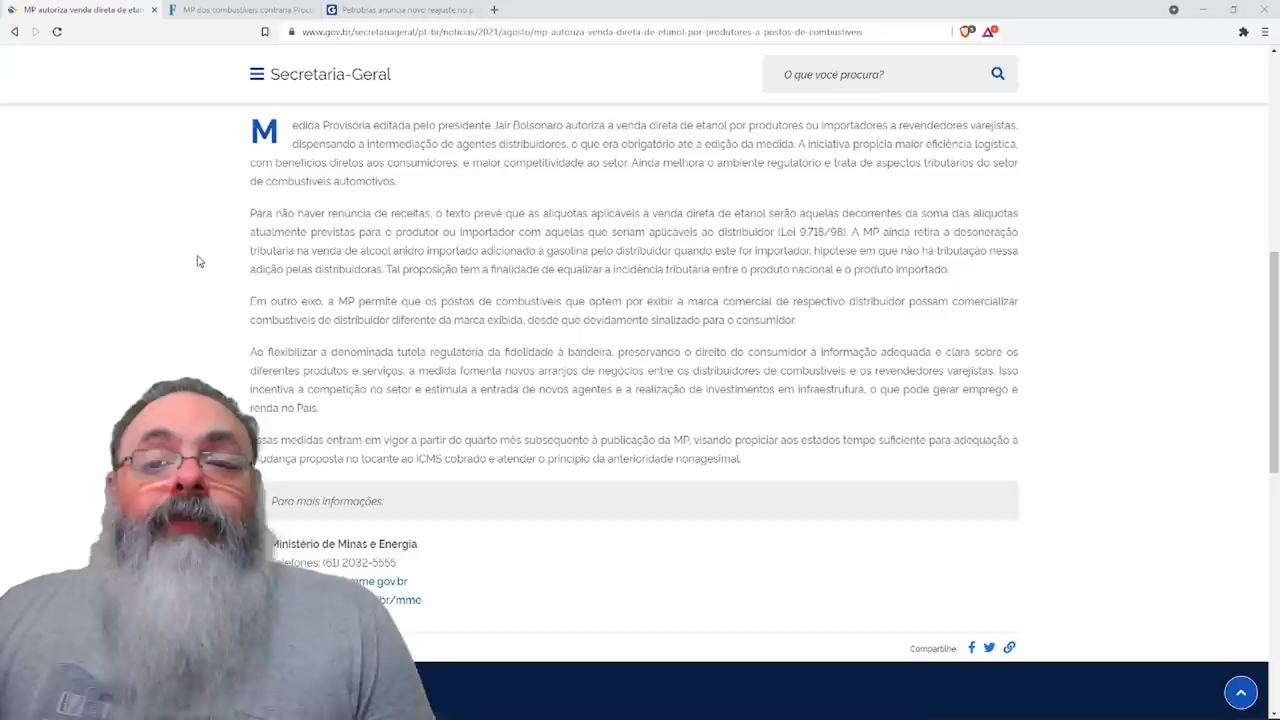 MP autoriza venda direta de etan
MP dos combustíveis contraria Proco
Petrobras anuncia novo reajuste no p
www.gov.br/secretariageral/pt-br/noticias/2021/agosto/mp-autoriza-venda-direta-de-etanol-por-produtores-a-postos-de-combustiveis
Secretaria-Geral
O que você procura?
Medida Provisória editada pelo presidente Jair Bolsonaro autoriza a venda direta de etanol por produtores ou importadores a revendedores varejistas,
dispensando a intermediação de agentes distribuidores, o que era obrigatório até a edição da medida. A iniciativa propicia maior eficiência logística,
com benefícios diretos aos consumidores, e maior competitividade ao setor. Ainda melhora o ambiente regulatório e trata de aspectos tributários do setor
de combustíveis automotivos.
Para não haver renúncia de receitas, o texto prevê que as alíquotas aplicáveis à venda direta de etanol serão aquelas decorrentes da soma das alíquotas
atualmente previstas para o produtor ou importador com aquelas que seriam aplicáveis ao distribuidor (Lei 9.718/98). A MP ainda retira a desoneração
tributária na venda de álcool anidro importado adicionado à gasolina pelo distribuidor quando este for importador, hipótese em que não há tributação nessa
adição pelas distribuidoras. Tal proposição tem a finalidade de equalizar a incidência tributária entre o produto nacional e o produto importado.
Em outro eixo, a MP permite que os postos de combustíveis que optem por exibir a marca comercial de respectivo distribuidor possam comercializar
combustíveis de distribuidor diferente da marca exibida, desde que devidamente sinalizado para o consumidor.
Ao flexibilizar a denominada tutela regulatória da fidelidade à bandeira, preservando o direito do consumidor à informação adequada e clara sobre os
diferentes produtos e serviços, a medida fomenta novos arranjos de negócios entre os distribuidores de combustíveis e os revendedores varejistas. Isso
incentiva a competição no setor e estimula a entrada de novos agentes e a realização de investimentos em infraestrutura, o que pode gerar emprego e
renda no País.
ssas medidas entram em vigor a partir do quarto mês subsequente à publicação da MP, visando propiciar aos estados tempo suficiente para adequação à
udança proposta no tocante ao ICMS cobrado e atender o princípio da anterioridade nonagesimal.
Para mais informações:
Ministério de Minas e Energia
elefones: (61) 2032-5555
mme.gov.br
br/mme
Compartilhe: